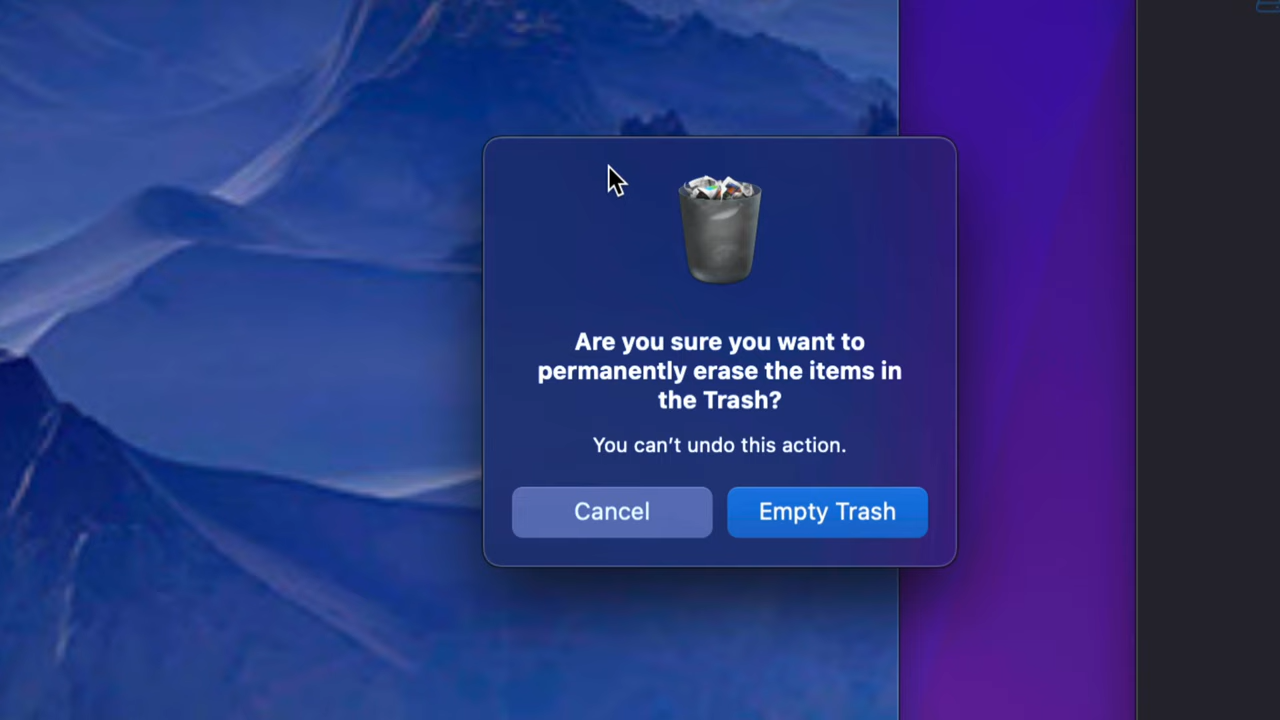 Are you sure you want to
permanently erase the items in
the Trash?
You can’t undo this action.
Cancel
Empty Trash